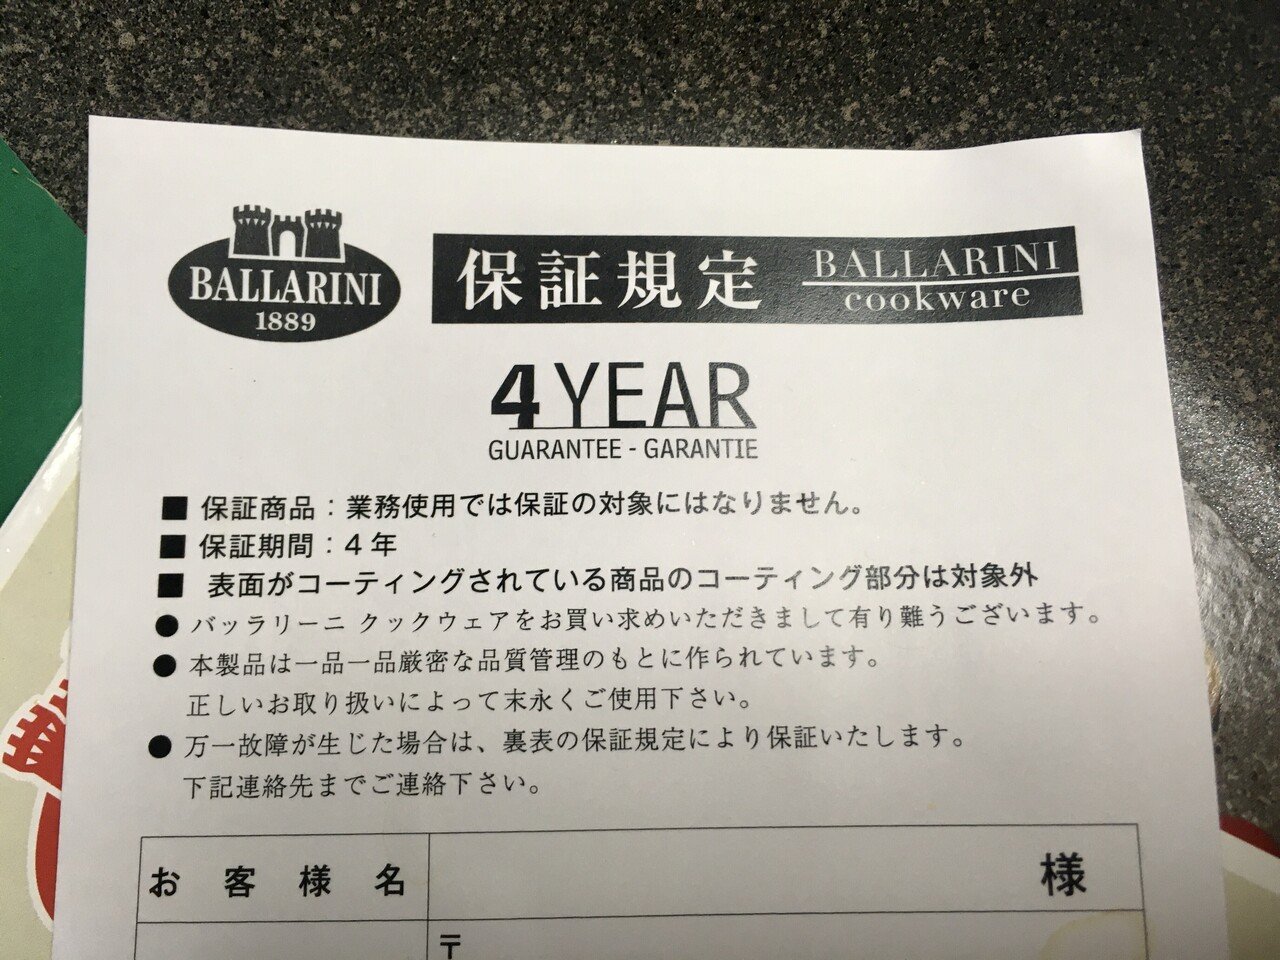 BALLARINI
1889
保証規定
BALLARINI
cookware
4 YEAR
GUARANTEE - GARANTIE
■ 保証商品：業務使用では保証の対象にはなりません。
■ 保証期間：４年
■ 表面がコーティングされている商品のコーティング部分は対象外
● バッラリーニ クックウェアをお買い求めいただきまして有り難うございます。
● 本製品は一品一品厳密な品質管理のもとに作られています。
正しいお取り扱いによって末永くご使用下さい。
● 万一故障が生じた場合は、裏表の保証規定により保証いたします。
下記連絡先までご連絡下さい。
お客様名 様
〒